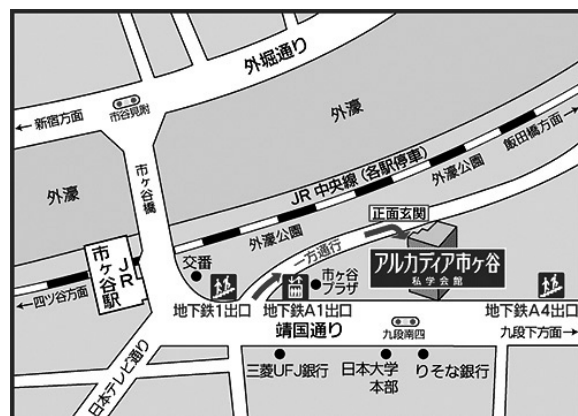 外堀通り
←新宿方面
市谷見附
外濠
飯田橋方面→
市ヶ谷橋
JR中央線(各駅停車)
外濠公園
外濠
正面玄関
外濠公園
一方通行
アルカディア市ヶ谷
私学会館
JR
市ヶ谷駅
交番
市ヶ谷
プラザ
←四ツ谷方面
地下鉄1出口
地下鉄A1出口
地下鉄A4出口
靖国通り
九段南四
九段下方面→
日本テレビ通り
三菱UFJ銀行
日本大学
本部
りそな銀行